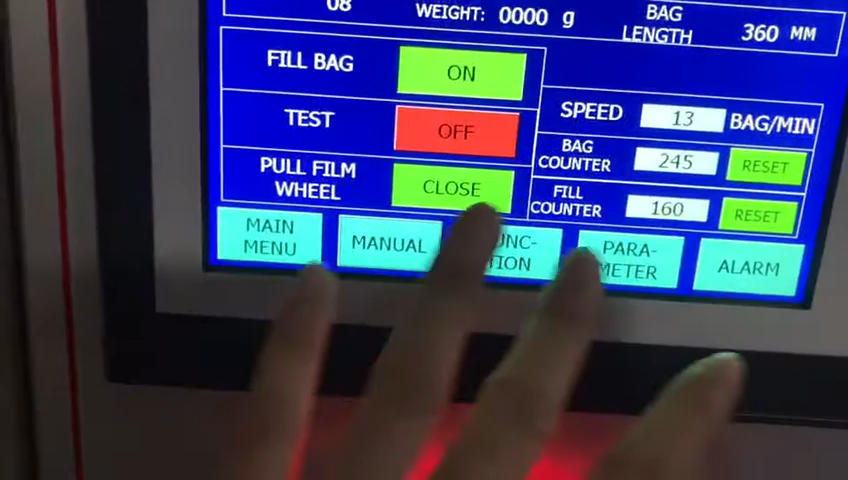 08
WEIGHT: 0000 g
BAG
LENGTH
360 MM
FILL BAG
ON
TEST
OFF
PULL FILM
WHEEL
CLOSE
SPEED
13
BAG/MIN
BAG
COUNTER
245
RESET
FILL
COUNTER
160
RESET
MAIN
MENU
MANUAL
UNC-
TION
PARA-
METER
ALARM